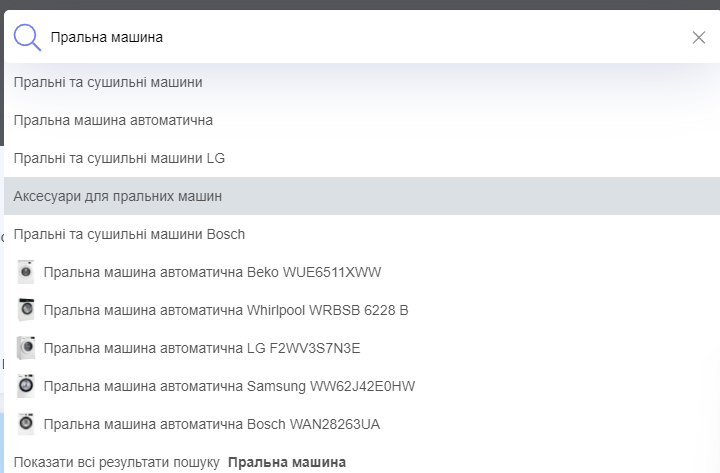 Пральна машина
Пральні та сушильні машини
Пральна машина автоматична
Пральні та сушильні машини LG
Аксесуари для пральних машин
Пральні та сушильні машини Bosch
Пральна машина автоматична Beko WUE6511XWW
Пральна машина автоматична Whirlpool WRBSB 6228 B
Пральна машина автоматична LG F2WV3S7N3E
Пральна машина автоматична Samsung WW62J42E0HW
Пральна машина автоматична Bosch WAN28263UA
Показати всі результати пошуку Пральна машина